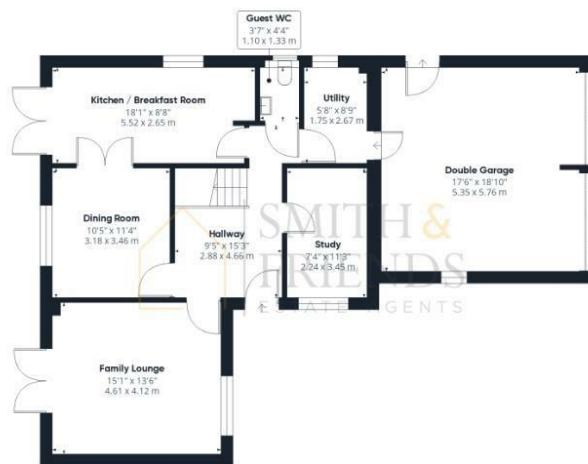 Guest WC
3'7" x 4'4"
1.10 x 1.33 m
Kitchen / Breakfast Room
18'1" x 8'8"
5.52 x 2.65 m
Utility
5'8" x 8'9"
1.75 x 2.67 m
Double Garage
17'6" x 18'10"
5.35 x 5.76 m
Dining Room
10'5" x 11'4"
3.18 x 3.46 m
Hallway
9'5" x 15'3"
2.88 x 4.66 m
Study
7'4" x 11'3"
2.24 x 3.45 m
SMITH &
FRIENDS
ESTATE AGENTS
Family Lounge
15'1" x 13'6"
4.61 x 4.12 m